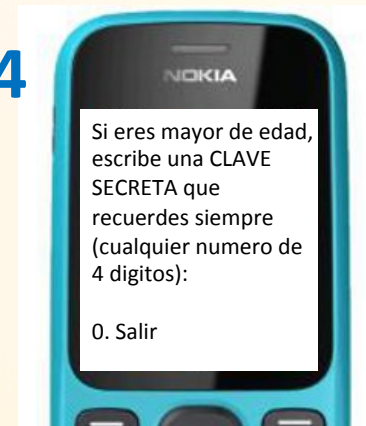 4
NOKIA
Si eres mayor de edad,
escribe una CLAVE
SECRETA que
recuerdes siempre
(cualquier numero de
4 digitos):
0. Salir